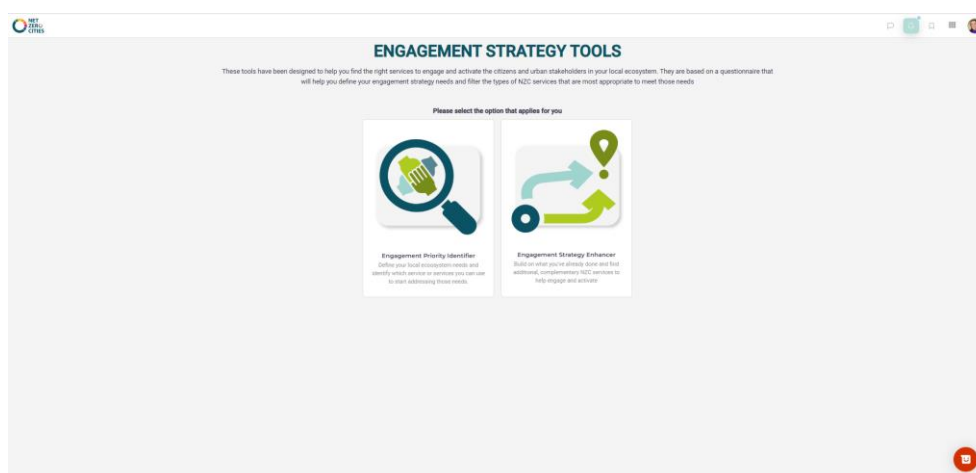 NET
ZERO
CITIES
ENGAGEMENT STRATEGY TOOLS
These tools have been designed to help you find the right services to engage and activate the citizens and urban stakeholders in your local ecosystem. They are based on a questionnaire that
will help you define your engagement strategy needs and filter the types of NZC services that are most appropriate to meet those needs
Please select the option that applies for you
Engagement Priority Identifier
Define your local ecosystem needs and
identify which service or services you can use
to start addressing those needs.
Engagement Strategy Enhancer
Build on what you've already done and find
additional, complementary NZC services to
help engage and activate